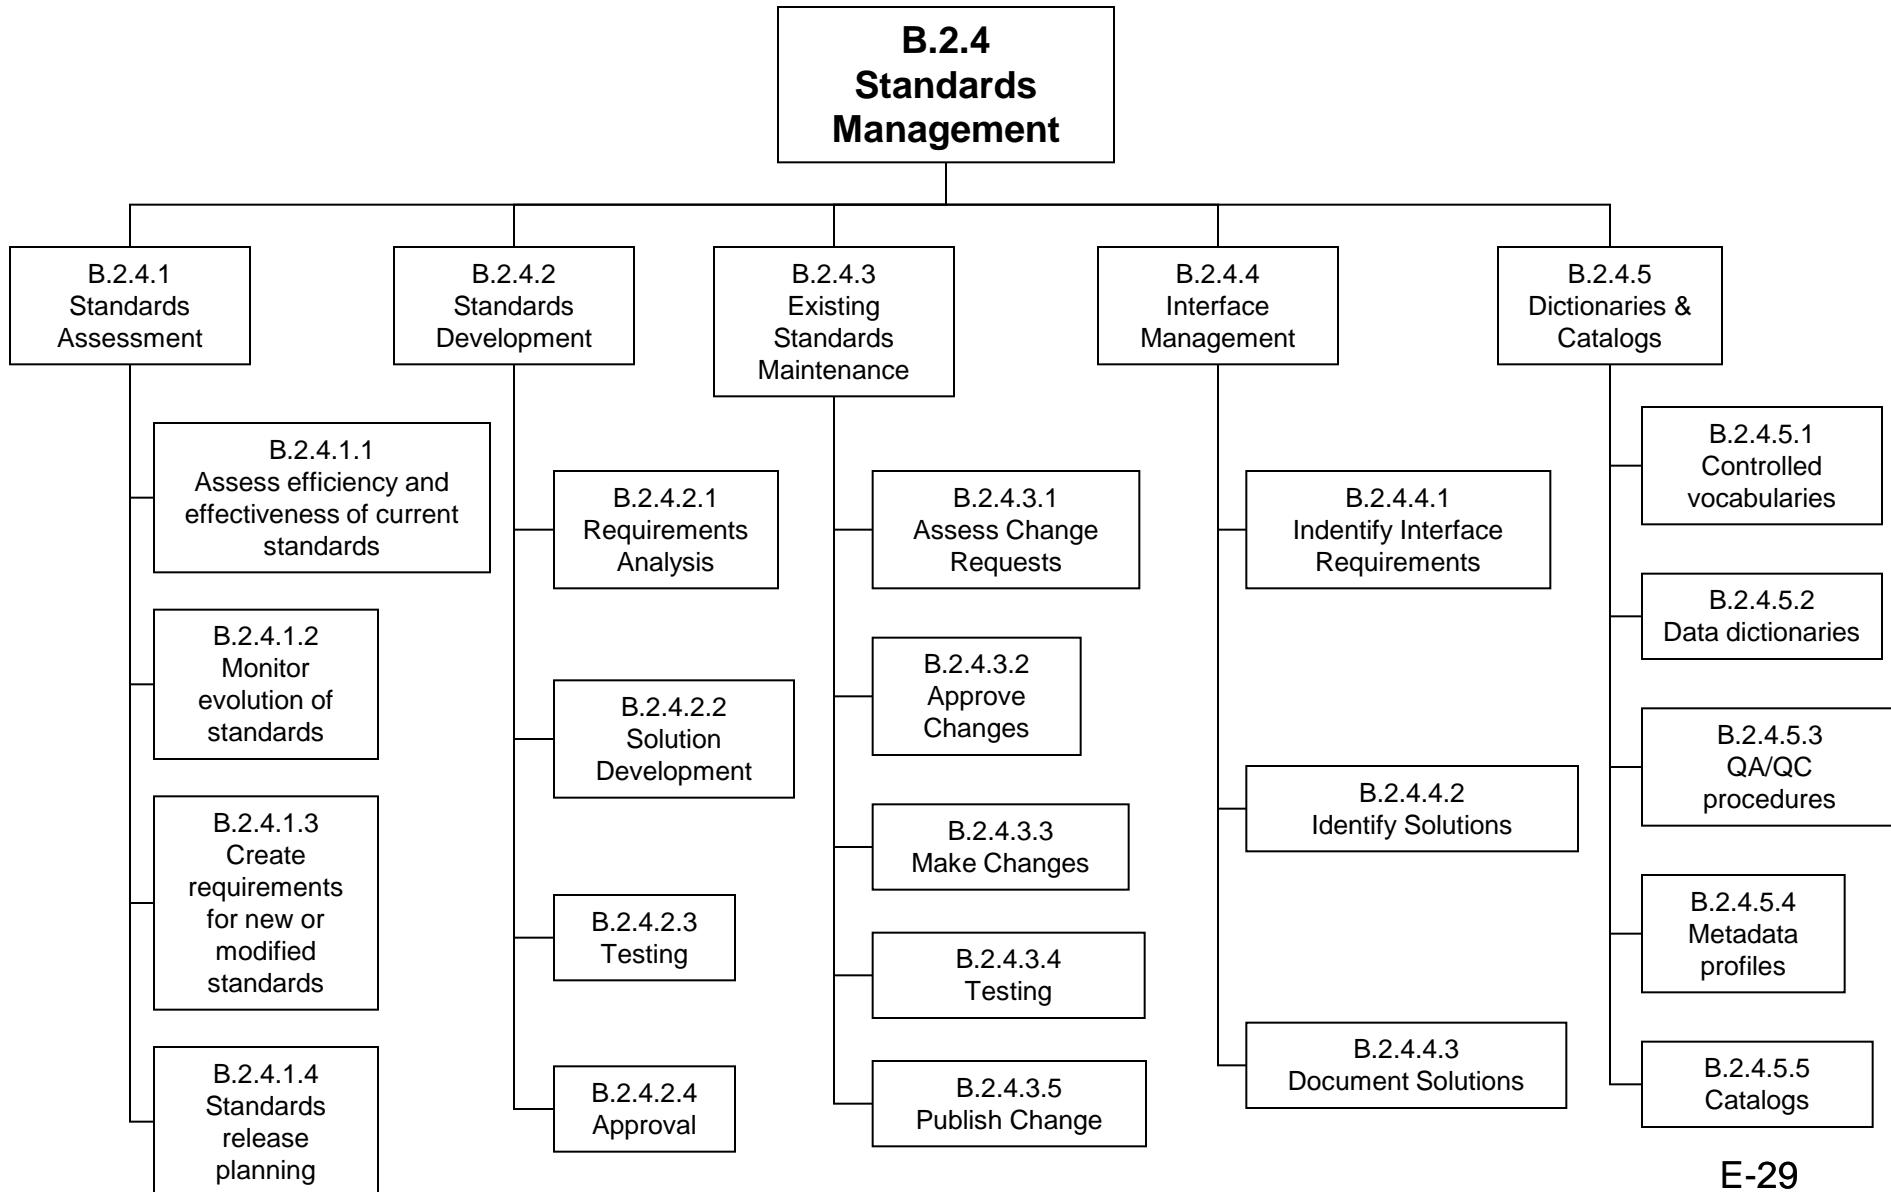 B.2.4
Standards
Management
B.2.4.1
Standards
Assessment
B.2.4.1.1
Assess efficiency and
effectiveness of current
standards
B.2.4.1.2
Monitor
evolution of
standards
B.2.4.1.3
Create
requirements
for new or
modified
standards
B.2.4.1.4
Standards
release
planning
B.2.4.2
Standards
Development
B.2.4.2.1
Requirements
Analysis
B.2.4.2.2
Solution
Development
B.2.4.2.3
Testing
B.2.4.2.4
Approval
B.2.4.3
Existing
Standards
Maintenance
B.2.4.3.1
Assess Change
Requests
B.2.4.3.2
Approve
Changes
B.2.4.3.3
Make Changes
B.2.4.3.4
Testing
B.2.4.3.5
Publish Change
B.2.4.4
Interface
Management
B.2.4.4.1
Indentify Interface
Requirements
B.2.4.4.2
Identify Solutions
B.2.4.4.3
Document Solutions
B.2.4.5
Dictionaries &
Catalogs
B.2.4.5.1
Controlled
vocabularies
B.2.4.5.2
Data dictionaries
B.2.4.5.3
QA/QC
procedures
B.2.4.5.4
Metadata
profiles
B.2.4.5.5
Catalogs
E-29